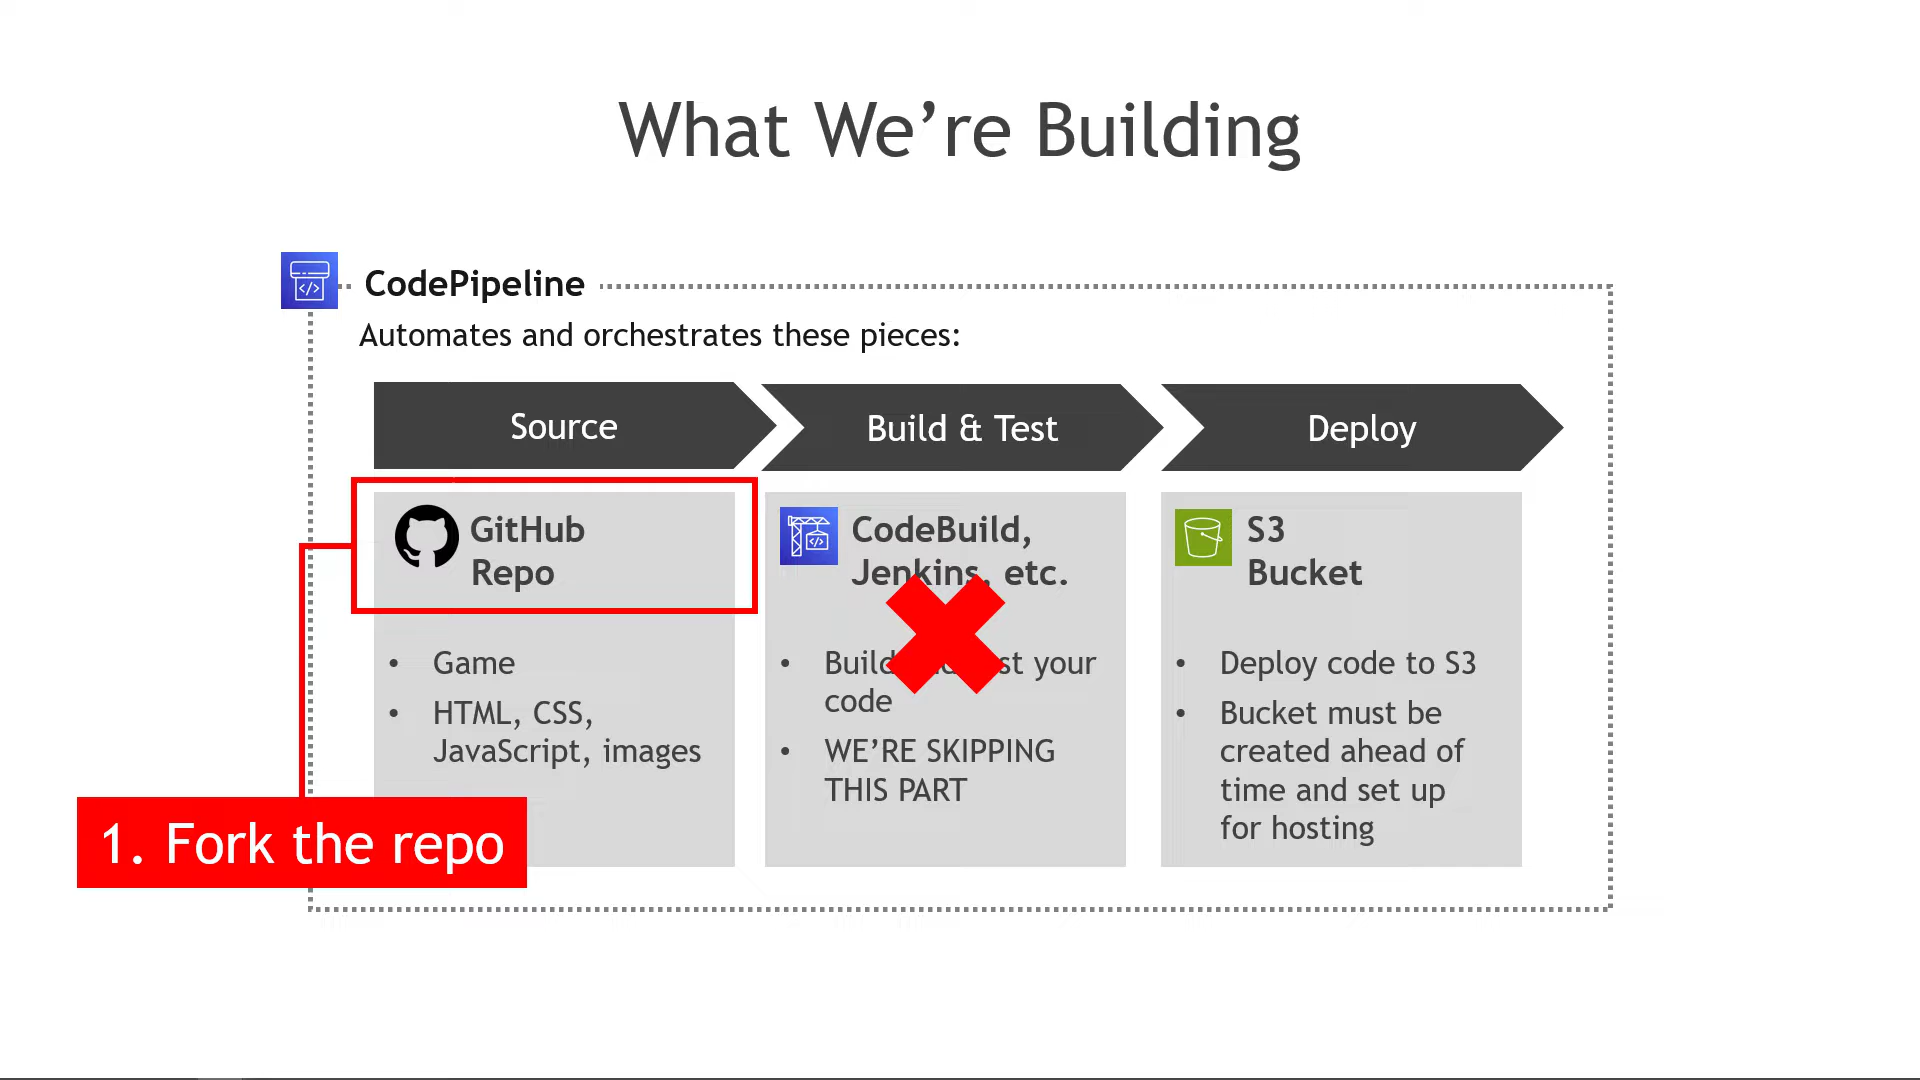 What We’re Building
CodePipeline
Automates and orchestrates these pieces:
Source
Build & Test
Deploy
GitHub
Repo
• Game
• HTML, CSS,
JavaScript, images
CodeBuild,
Jenkins, etc.
• Build st your
code
• WE’RE SKIPPING
THIS PART
S3
Bucket
• Deploy code to S3
• Bucket must be
created ahead of
time and set up
for hosting
1. Fork the repo